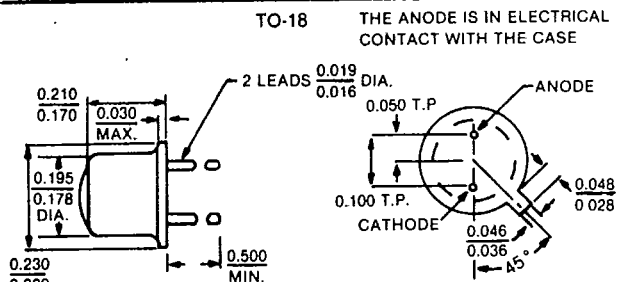 TO-18
THE ANODE IS IN ELECTRICAL
CONTACT WITH THE CASE
2 LEADS 0.019 DIA.
0.016
0.210
0.170
0.030
MAX.
0.195
0.178
DIA.
0.230
0.500
MIN.
ANODE
0.050 T.P
0.100 T.P.
CATHODE
0.048
0 028
0.046
0.036
45°